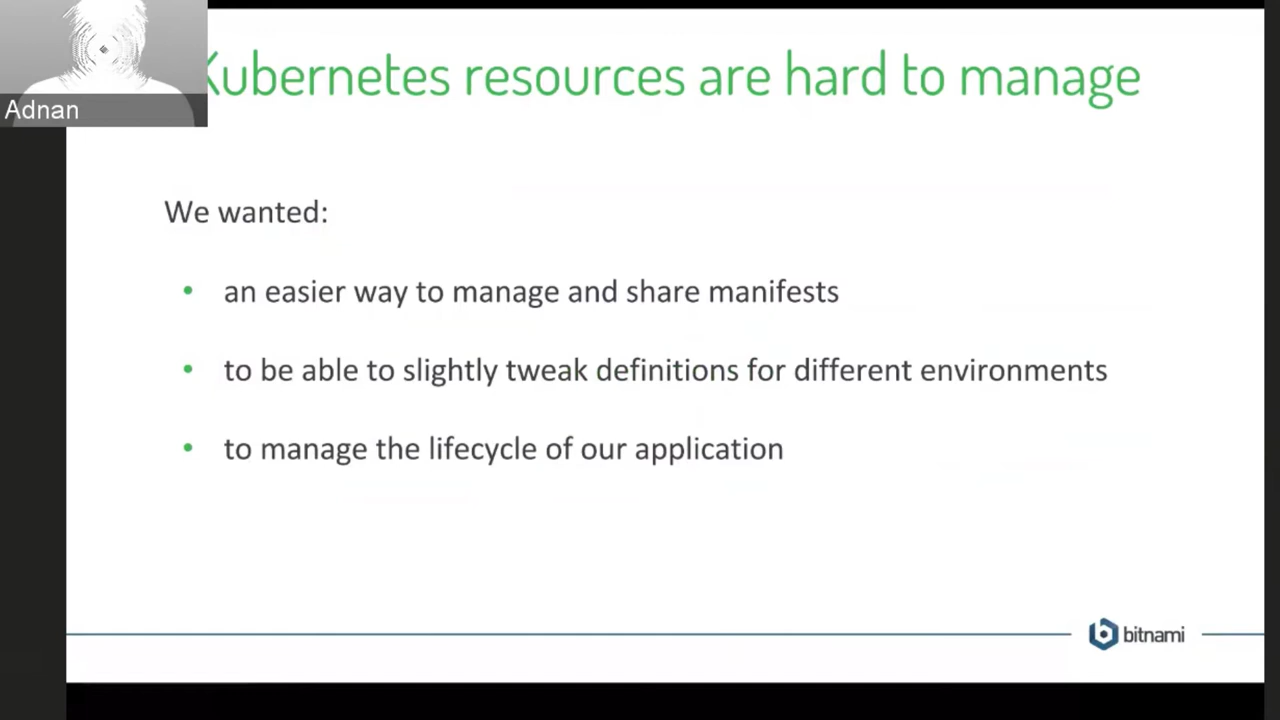 Kubernetes resources are hard to manage
Adnan
We wanted:
• an easier way to manage and share manifests
• to be able to slightly tweak definitions for different environments
• to manage the lifecycle of our application
bitnami